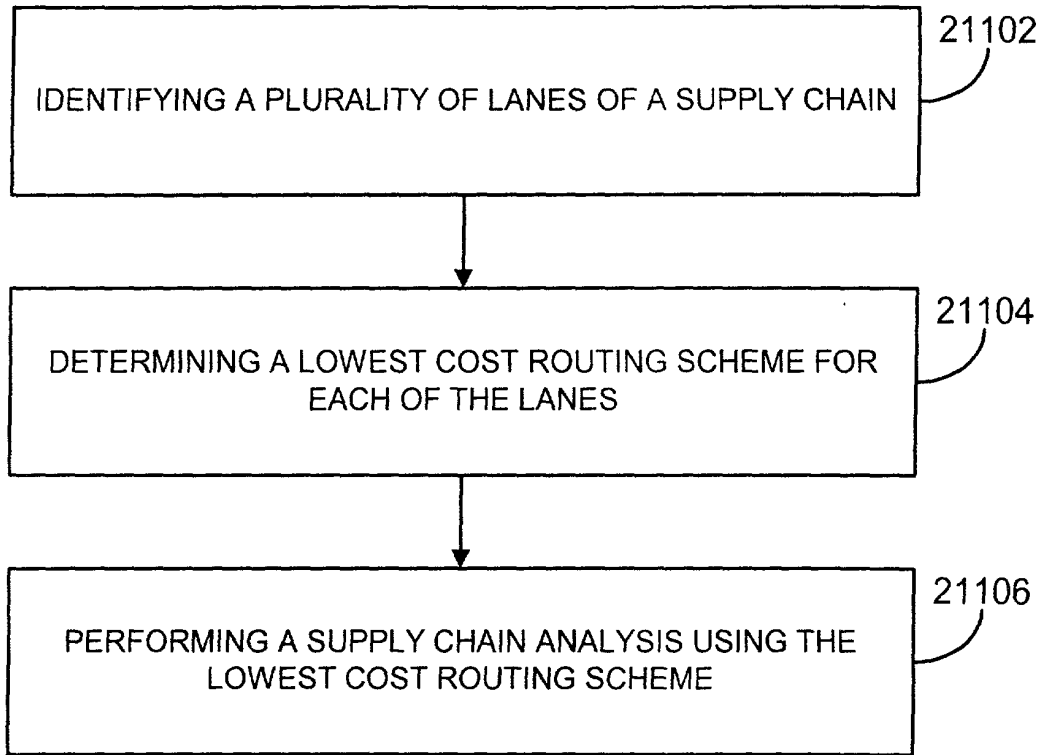 21102
IDENTIFYING A PLURALITY OF LANES OF A SUPPLY CHAIN
21104
DETERMINING A LOWEST COST ROUTING SCHEME FOR
EACH OF THE LANES
21106
PERFORMING A SUPPLY CHAIN ANALYSIS USING THE
LOWEST COST ROUTING SCHEME